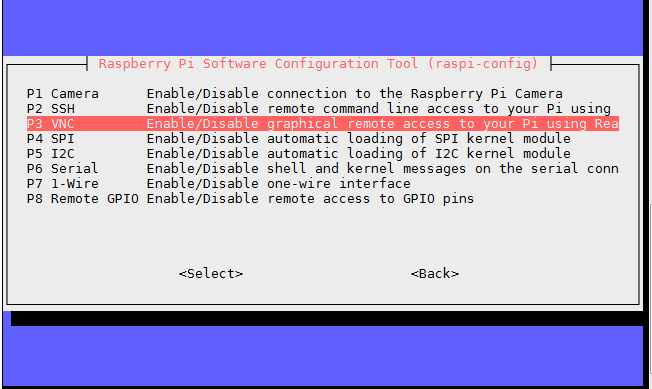 Raspberry Pi Software Configuration Tool (raspi-config)
P1 Camera Enable/Disable connection to the Raspberry Pi Camera
P2 SSH Enable/Disable remote command line access to your Pi using
P3 VNC Enable/Disable graphical remote access to your Pi using Rea
P4 SPI Enable/Disable automatic loading of SPI kernel module
P5 I2C Enable/Disable automatic loading of I2C kernel module
P6 Serial Enable/Disable shell and kernel messages on the serial conn
P7 1-Wire Enable/Disable one-wire interface
P8 Remote GPIO Enable/Disable remote access to GPIO pins
<Select> <Back>